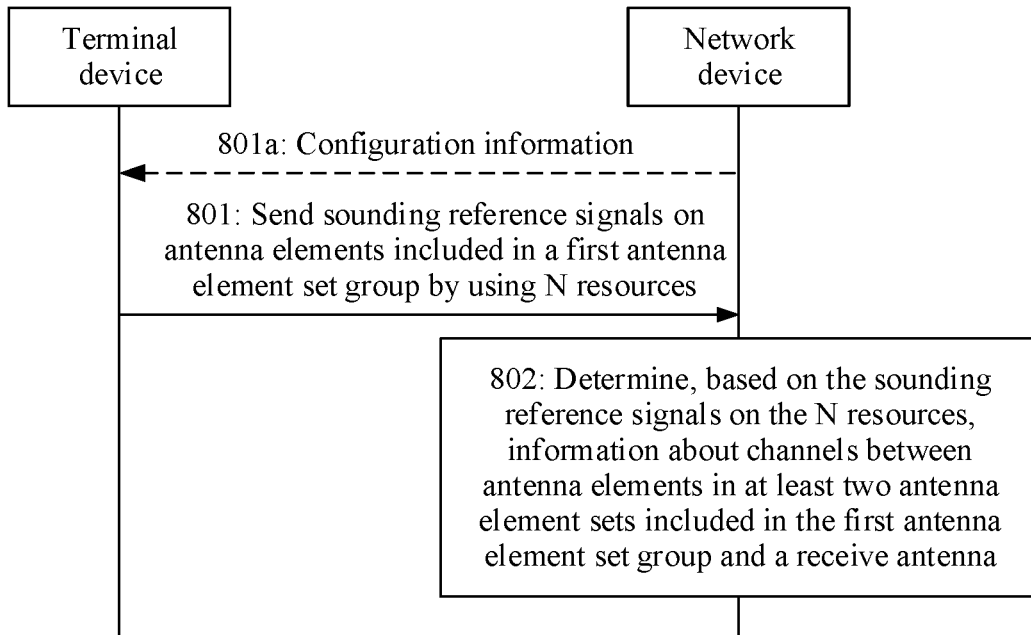 Terminal
device
Network
device
801a: Configuration information
801: Send sounding reference signals on
antenna elements included in a first antenna
element set group by using N resources
802: Determine, based on the sounding
reference signals on the N resources,
information about channels between
antenna elements in at least two antenna
element sets included in the first antenna
element set group and a receive antenna